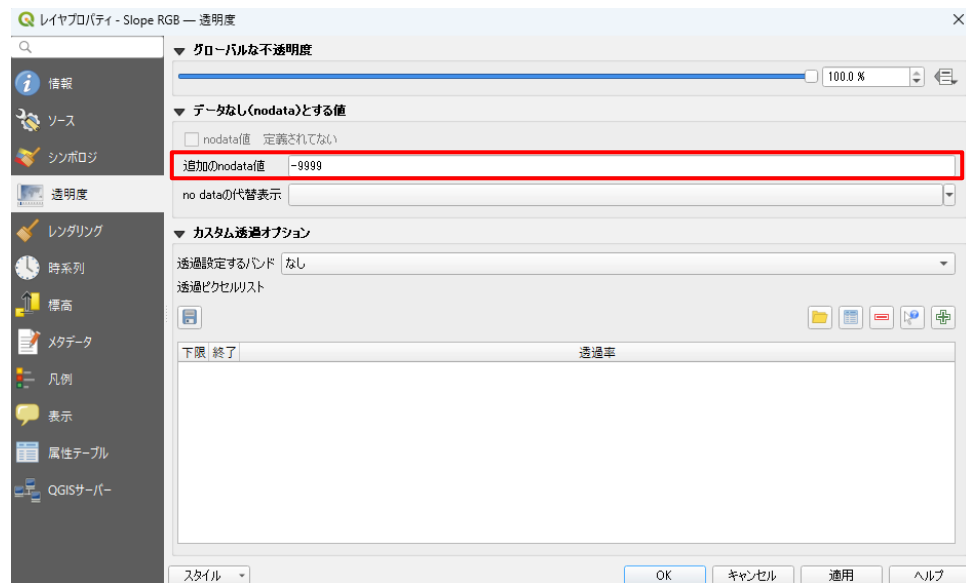 レイヤプロパティ - Slope RGB — 透明度
グローバルな不透明度
100.0 %
情報
ソース
シンボロジ
透明度
レンダリング
時系列
標高
メタデータ
凡例
表示
属性テーブル
QGISサーバー
データなし(nodata)とする値
nodata値 定義されてない
追加のnodata値 -9999
no dataの代替表示
カスタム透過オプション
透過設定するバンド なし
透過ピクセルリスト
下限 終了 透過率
スタイル OK キャンセル 適用 ヘルプ